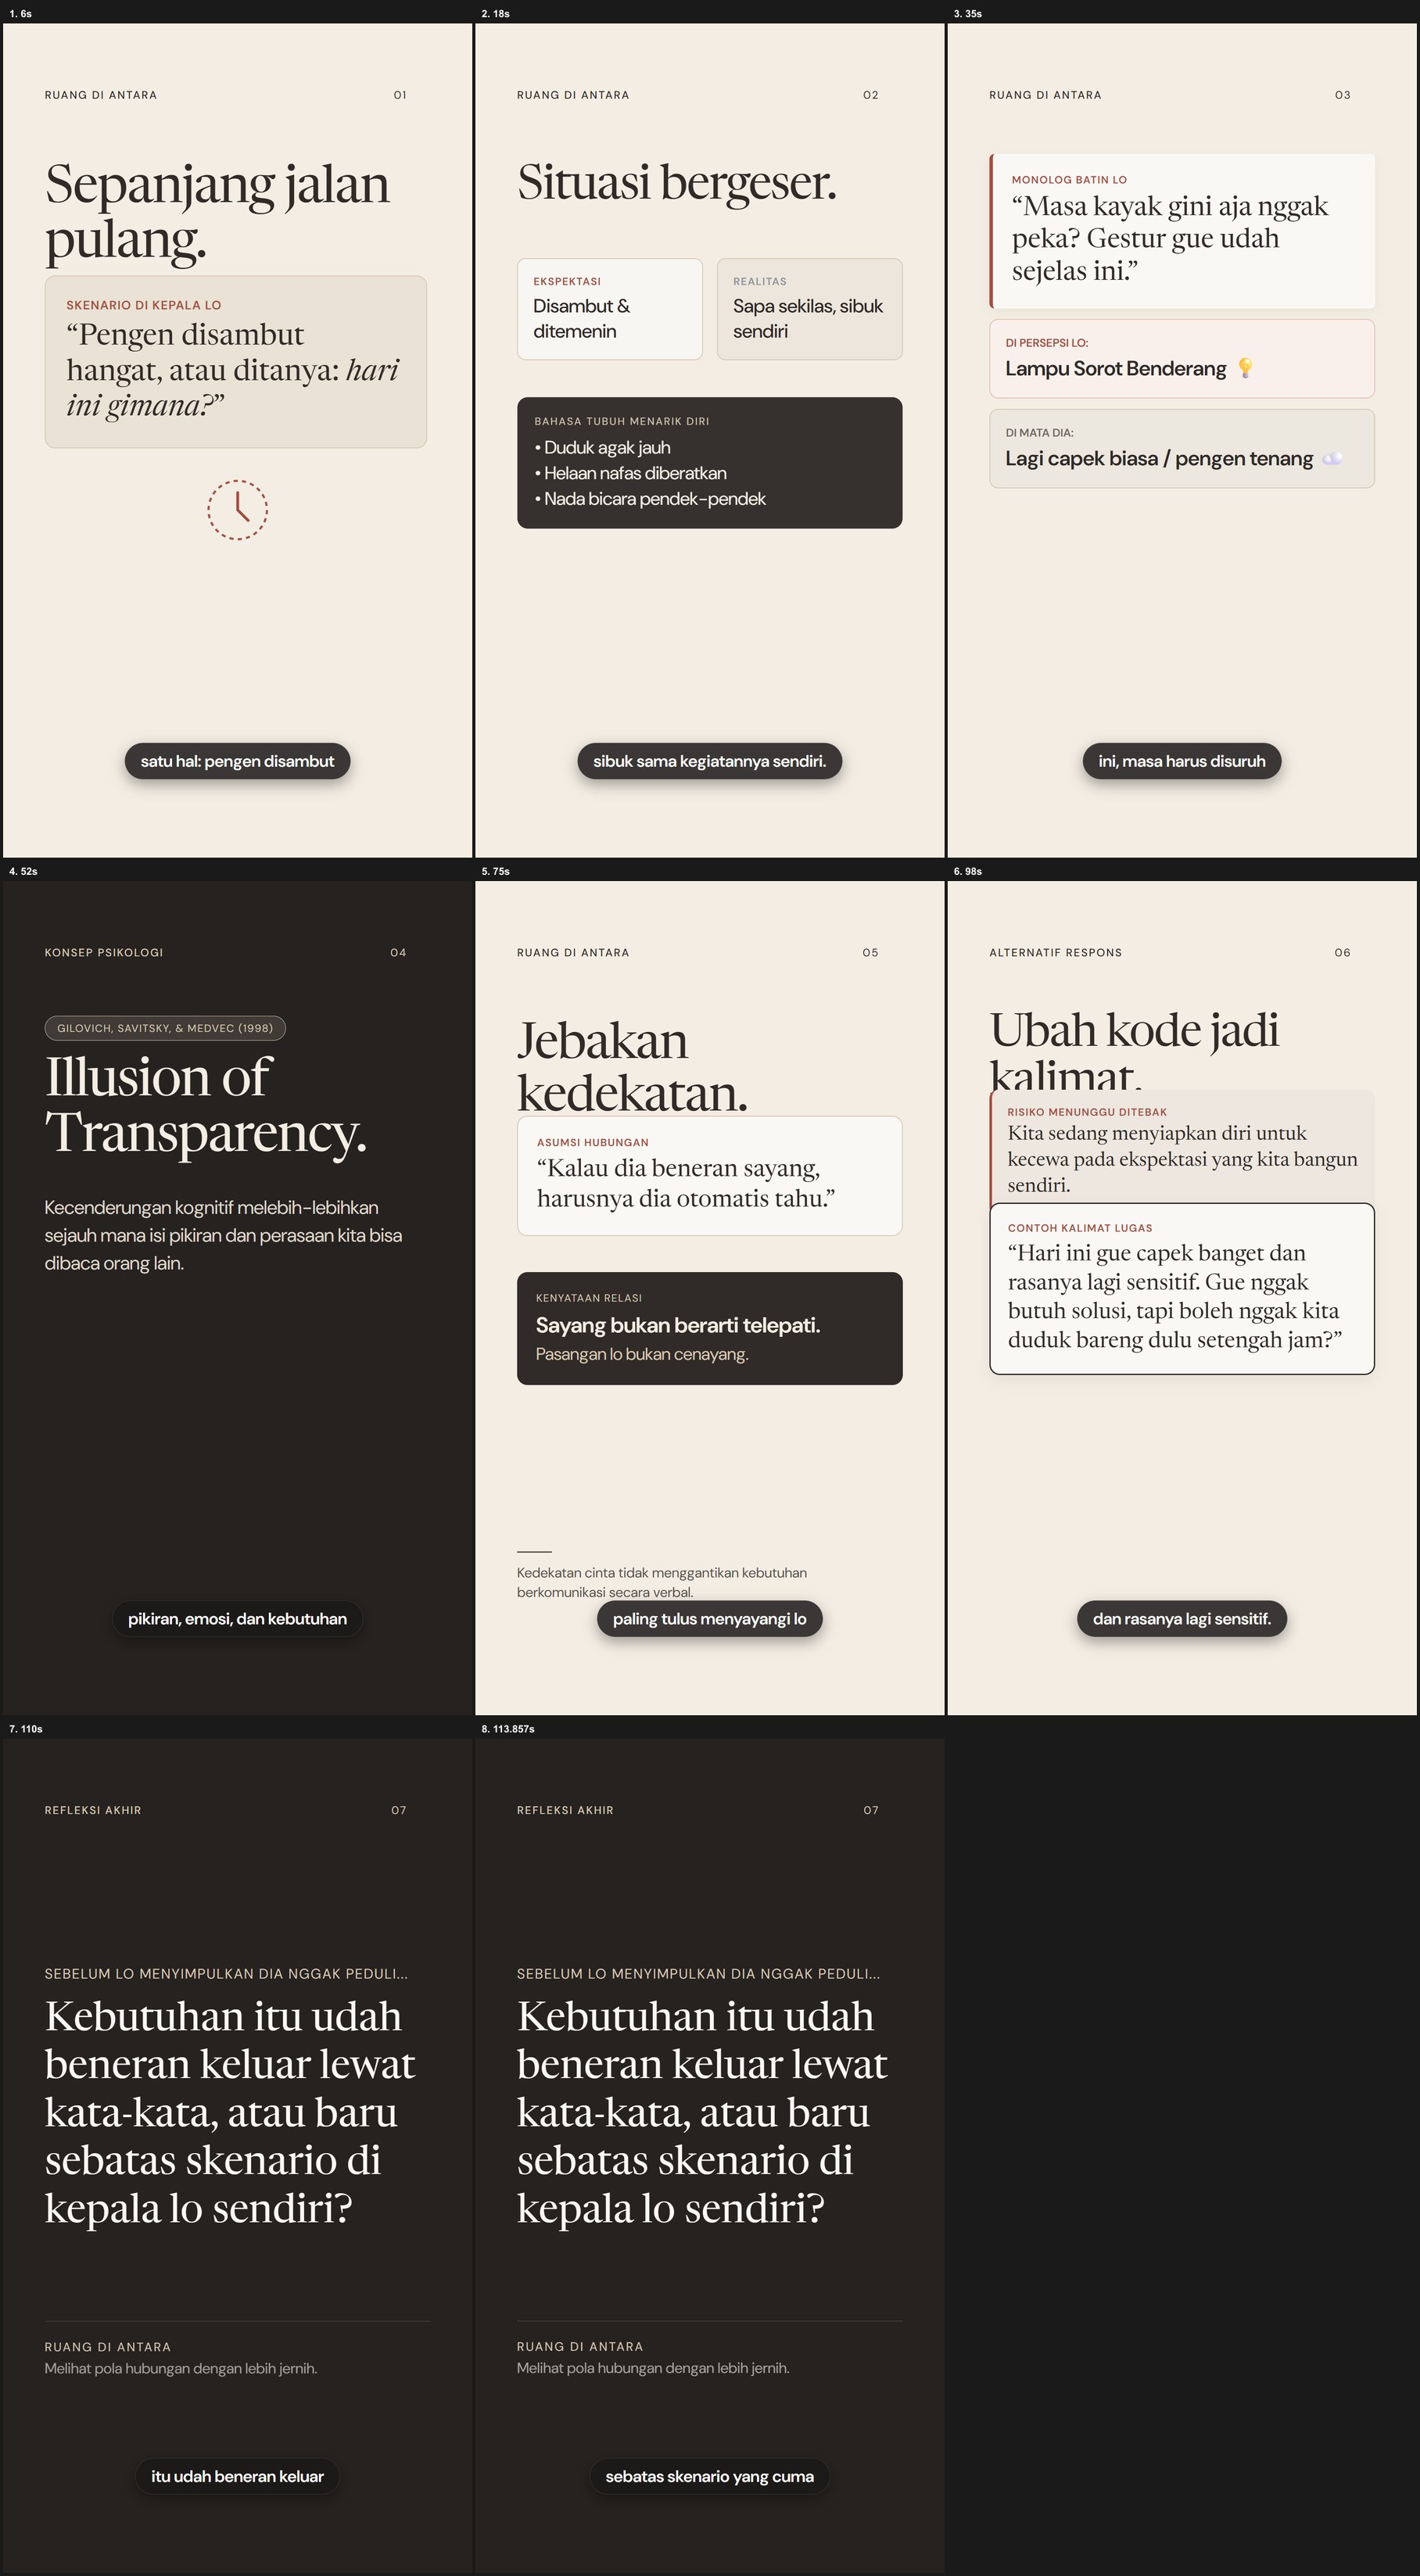 1. 6s
RUANG DI ANTARA
01
Sepanjang jalan
pulang.
SKENARIO DI KEPALA LO
“Pengen disambut
hangat, atau ditanya: hari
ini gimana?”
satu hal: pengen disambut
2. 18s
RUANG DI ANTARA
02
Situasi bergeser.
EKSPEKTASI
Disambut &
ditemenin
REALITAS
Sapa sekilas, sibuk
sendiri
BAHASA TUBUH MENARIK DIRI
• Duduk agak jauh
• Helaan nafas diberatkan
• Nada bicara pendek-pendek
sibuk sama kegiatannya sendiri.
3. 35s
RUANG DI ANTARA
03
MONOLOG BATIN LO
“Masa kayak gini aja nggak
peka? Gestur gue udah
sejelas ini.”
DI PERSEPSI LO:
Lampu Sorot Benderang 💡
DI MATA DIA:
Lagi capek biasa / pengen tenang ☁️
ini, masa harus disuruh
4. 52s
KONSEP PSIKOLOGI
04
GILOVICH, SAVITSKY, & MEDVEC (1998)
Illusion of
Transparency.
Kecenderungan kognitif melebih-lebihkan
sejauh mana isi pikiran dan perasaan kita bisa
dibaca orang lain.
pikiran, emosi, dan kebutuhan
5. 75s
RUANG DI ANTARA
05
Jebakan
kedekatan.
ASUMSI HUBUNGAN
“Kalau dia beneran sayang,
harusnya dia otomatis tahu.”
KENYATAAN RELASI
Sayang bukan berarti telepati.
Pasangan lo bukan cenayang.
Kedekatan cinta tidak menggantikan kebutuhan
berkomunikasi secara verbal.
paling tulus menyayangi lo
6. 98s
ALTERNATIF RESPONS
06
Ubah kode jadi
kalimat.
RISIKO MENUNGGU DITEBAK
Kita sedang menyiapkan diri untuk
kecewa pada ekspektasi yang kita bangun
sendiri.
CONTOH KALIMAT LUGAS
“Hari ini gue capek banget dan
rasanya lagi sensitif. Gue nggak
butuh solusi, tapi boleh nggak kita
duduk bareng dulu setengah jam?”
dan rasanya lagi sensitif.
7. 110s
REFLEKSI AKHIR
07
SEBELUM LO MENYIMPULKAN DIA NGGAK PEDULI...
Kebutuhan itu udah
beneran keluar lewat
kata-kata, atau baru
sebatas skenario di
kepala lo sendiri?
RUANG DI ANTARA
Melihat pola hubungan dengan lebih jernih.
itu udah beneran keluar
8. 113.857s
REFLEKSI AKHIR
07
SEBELUM LO MENYIMPULKAN DIA NGGAK PEDULI...
Kebutuhan itu udah
beneran keluar lewat
kata-kata, atau baru
sebatas skenario di
kepala lo sendiri?
RUANG DI ANTARA
Melihat pola hubungan dengan lebih jernih.
sebatas skenario yang cuma